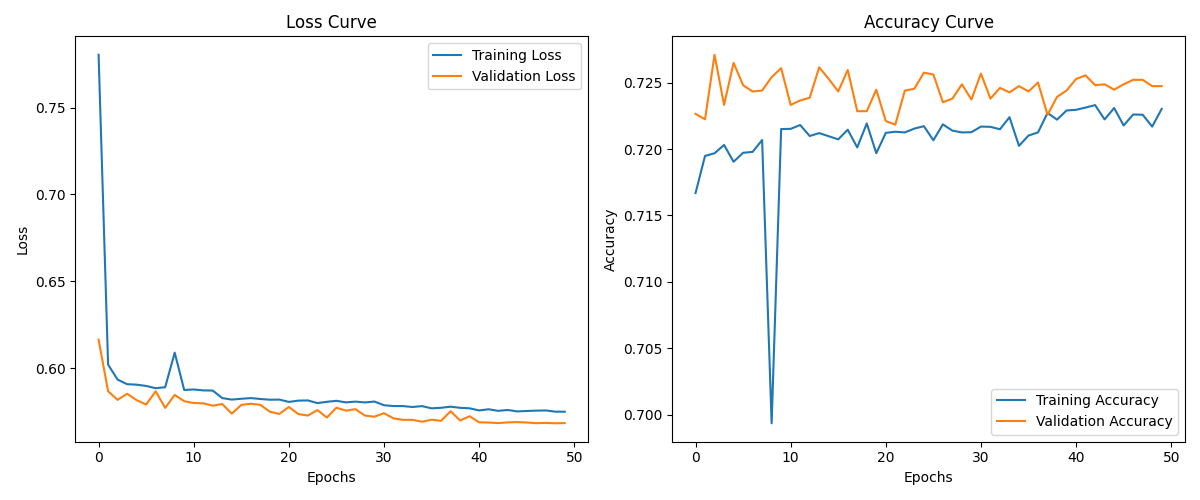 Loss Curve
Training Loss
Validation Loss
0.75
0.70
0.65
0.60
Loss
0 10 20 30 40 50
Epochs
Accuracy Curve
0.725
0.720
0.715
0.710
0.705
0.700
Accuracy
Training Accuracy
Validation Accuracy
0 10 20 30 40 50
Epochs